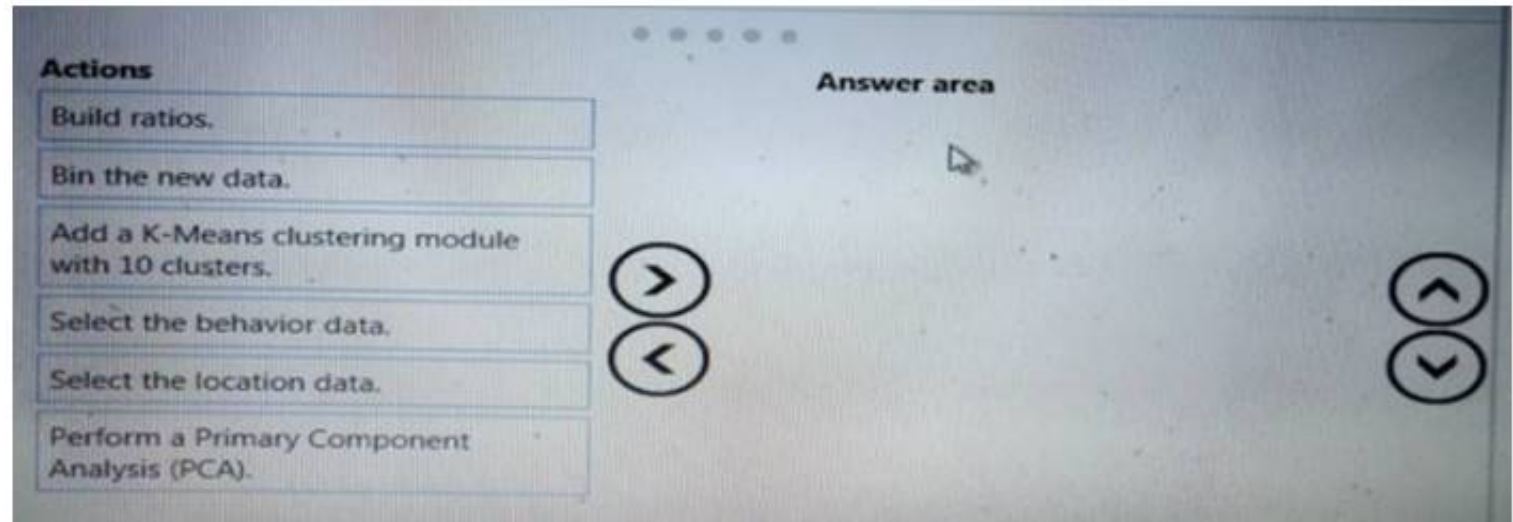 Actions
Answer area
Build ratios.
Bin the new data.
Add a K-Means clustering module
with 10 clusters.
Select the behavior data.
Select the location data.
Perform a Primary Component
Analysis (PCA).